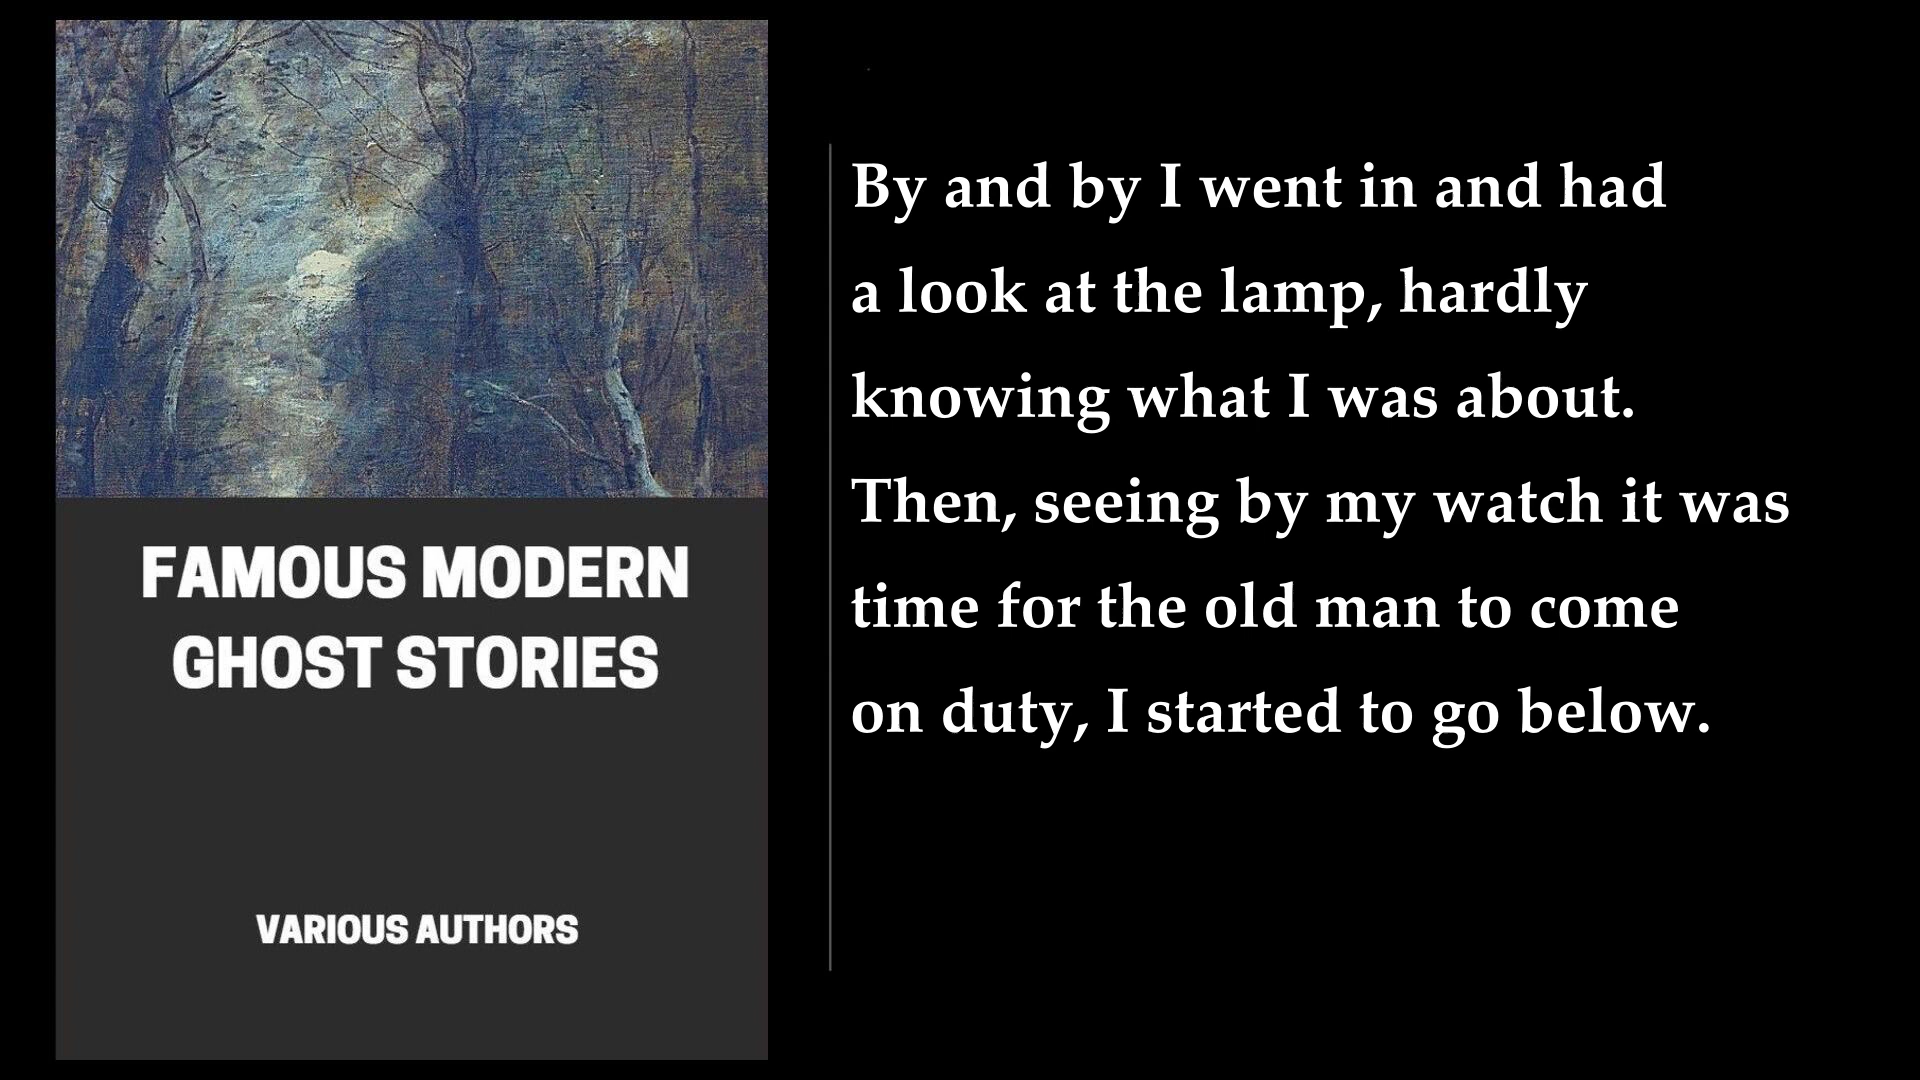 FAMOUS MODERN
GHOST STORIES
VARIOUS AUTHORS
By and by I went in and had
a look at the lamp, hardly
knowing what I was about.
Then, seeing by my watch it was
time for the old man to come
on duty, I started to go below.